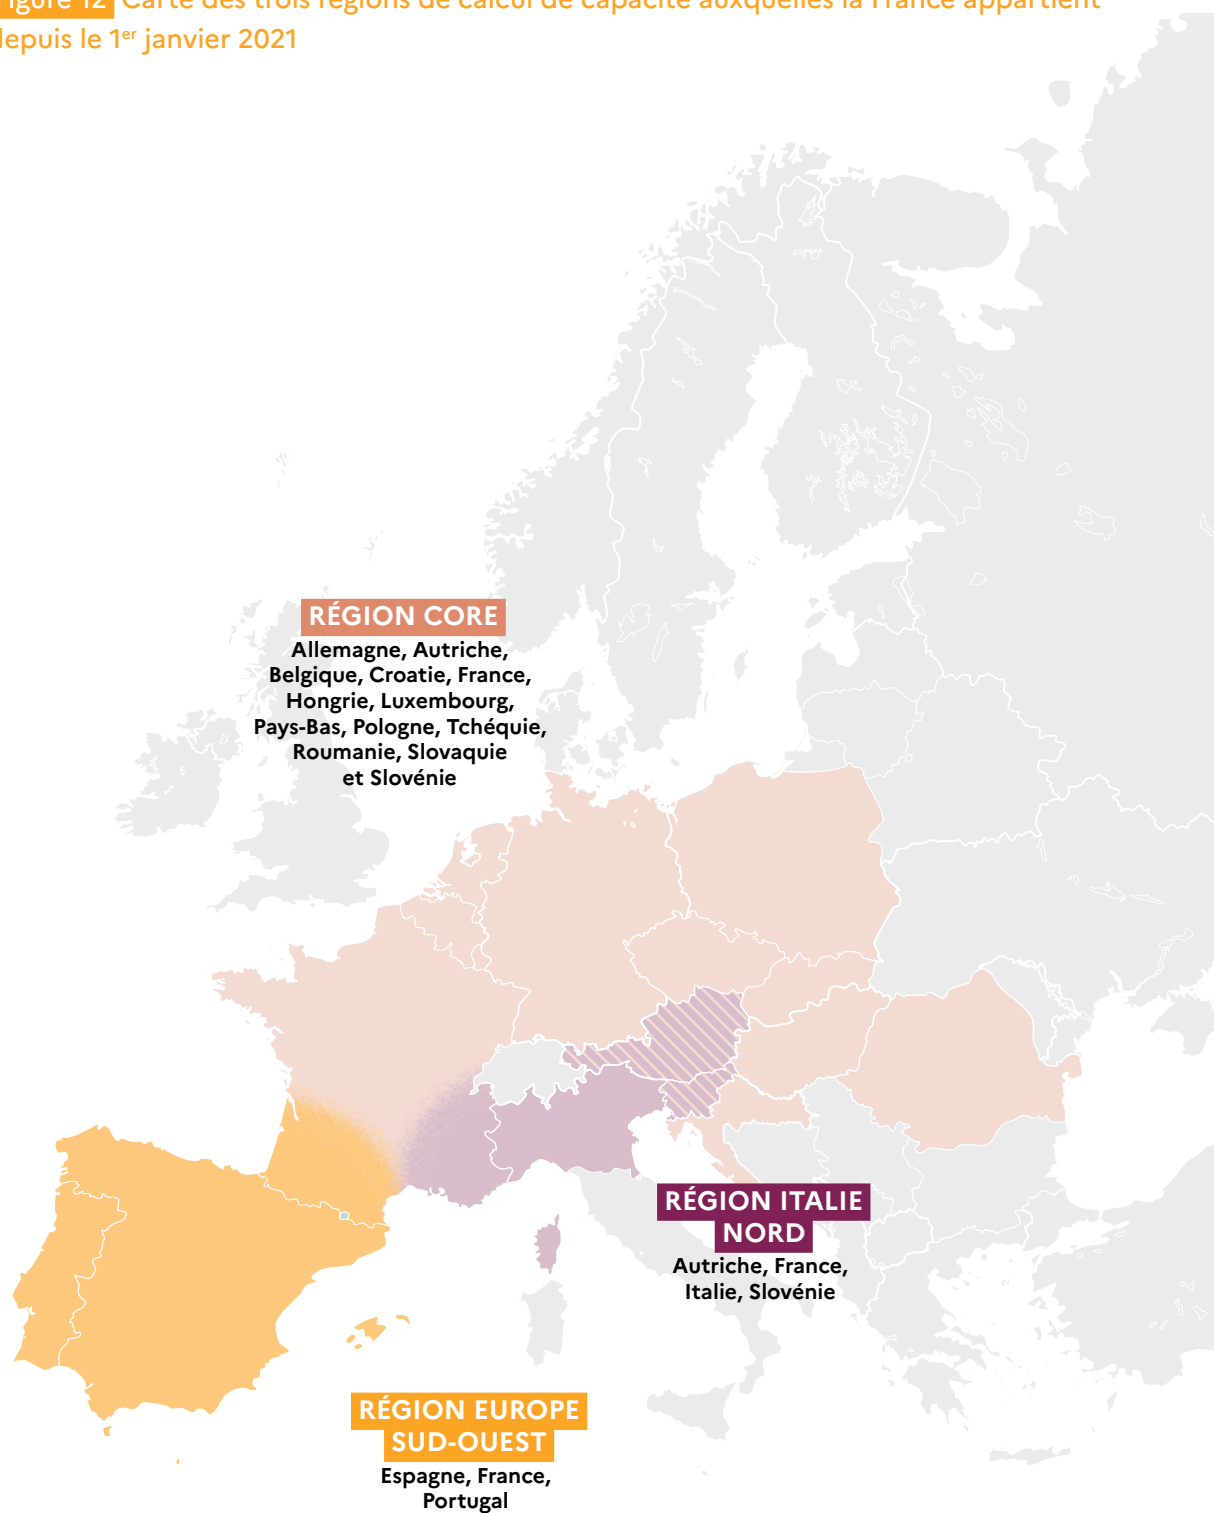 Figure 12 Carte des trois régions de calcul de capacité auxquelles la France appartient
depuis le 1er janvier 2021
RÉGION CORE
Allemagne, Autriche,
Belgique, Croatie, France,
Hongrie, Luxembourg,
Pays-Bas, Pologne, Tchéquie,
Roumanie, Slovaquie
et Slovénie
RÉGION ITALIE
NORD
Autriche, France,
Italie, Slovénie
RÉGION EUROPE
SUD-OUEST
Espagne, France,
Portugal